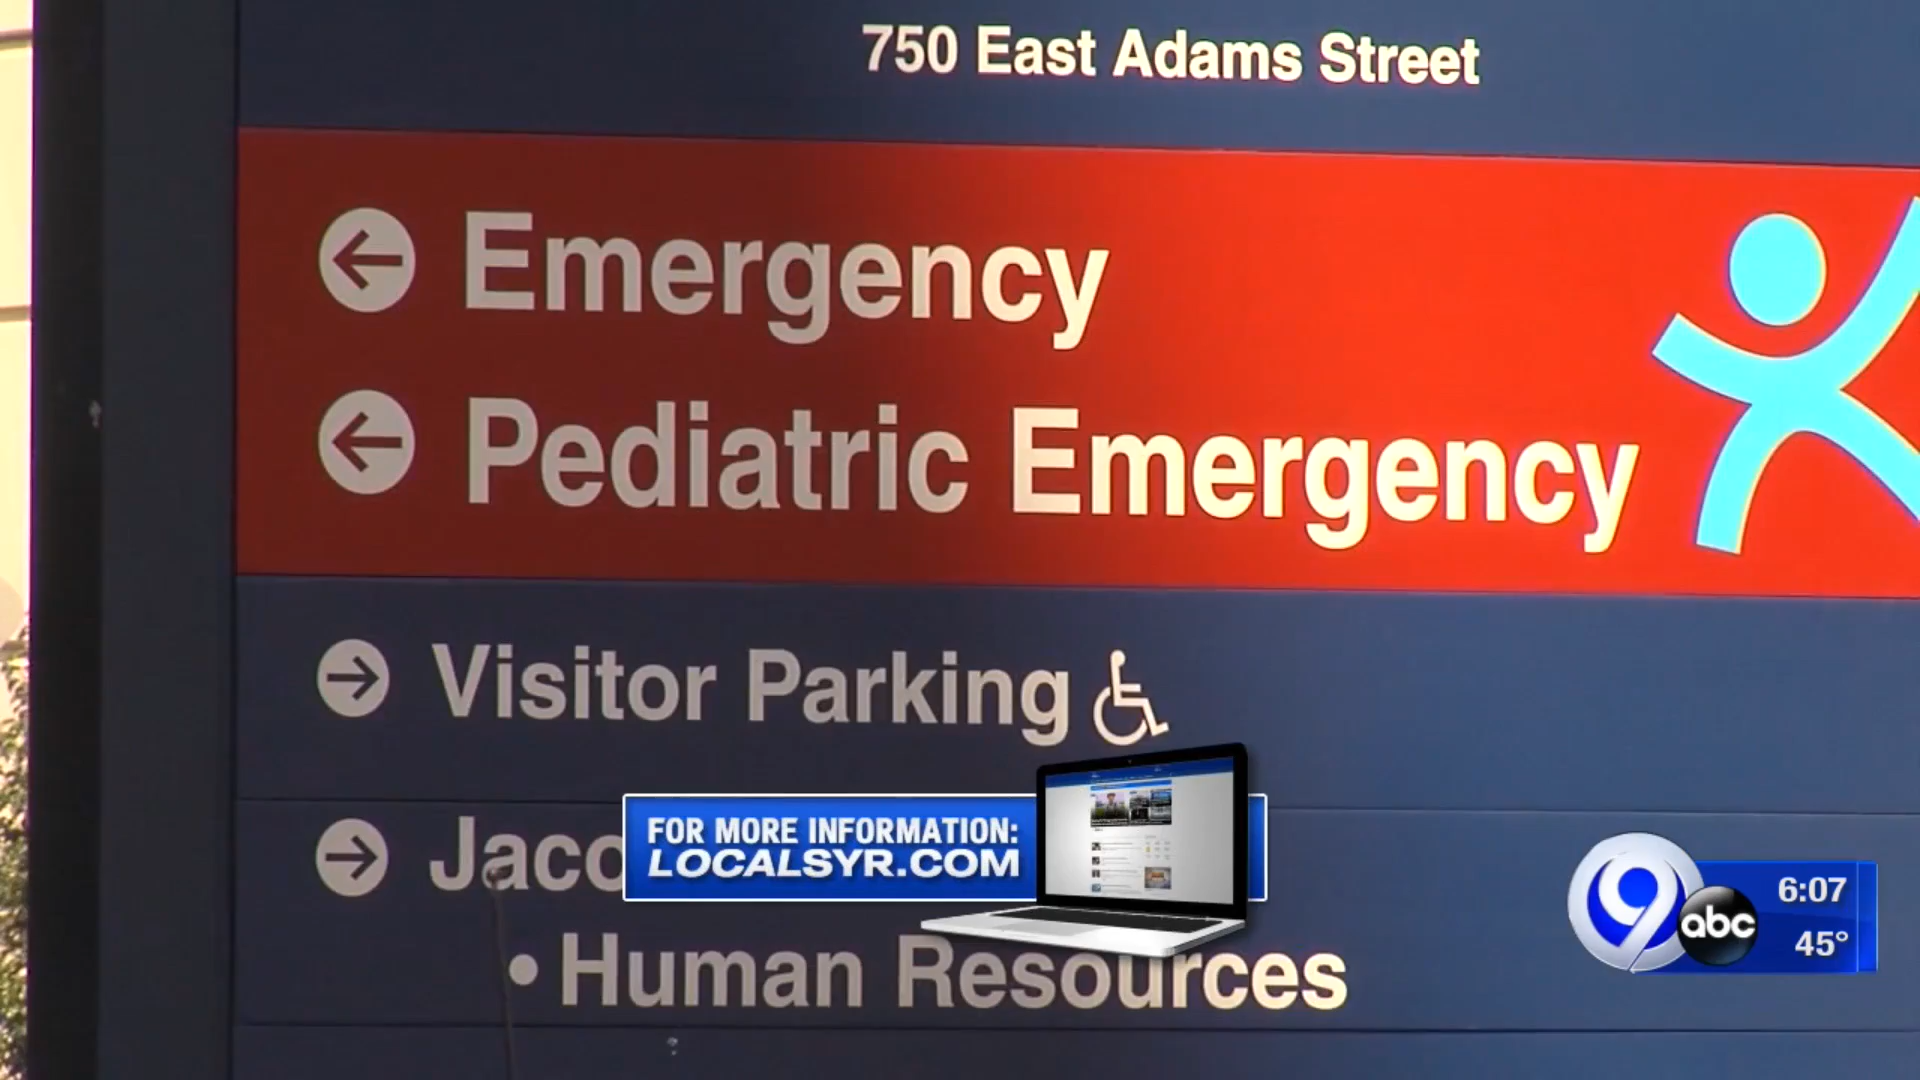 750 East Adams Street
Emergency
Pediatric Emergency
Visitor Parking
Jaco
FOR MORE INFORMATION:
LOCALSYR.COM
• Human Resources
9
abc
6:07
45°